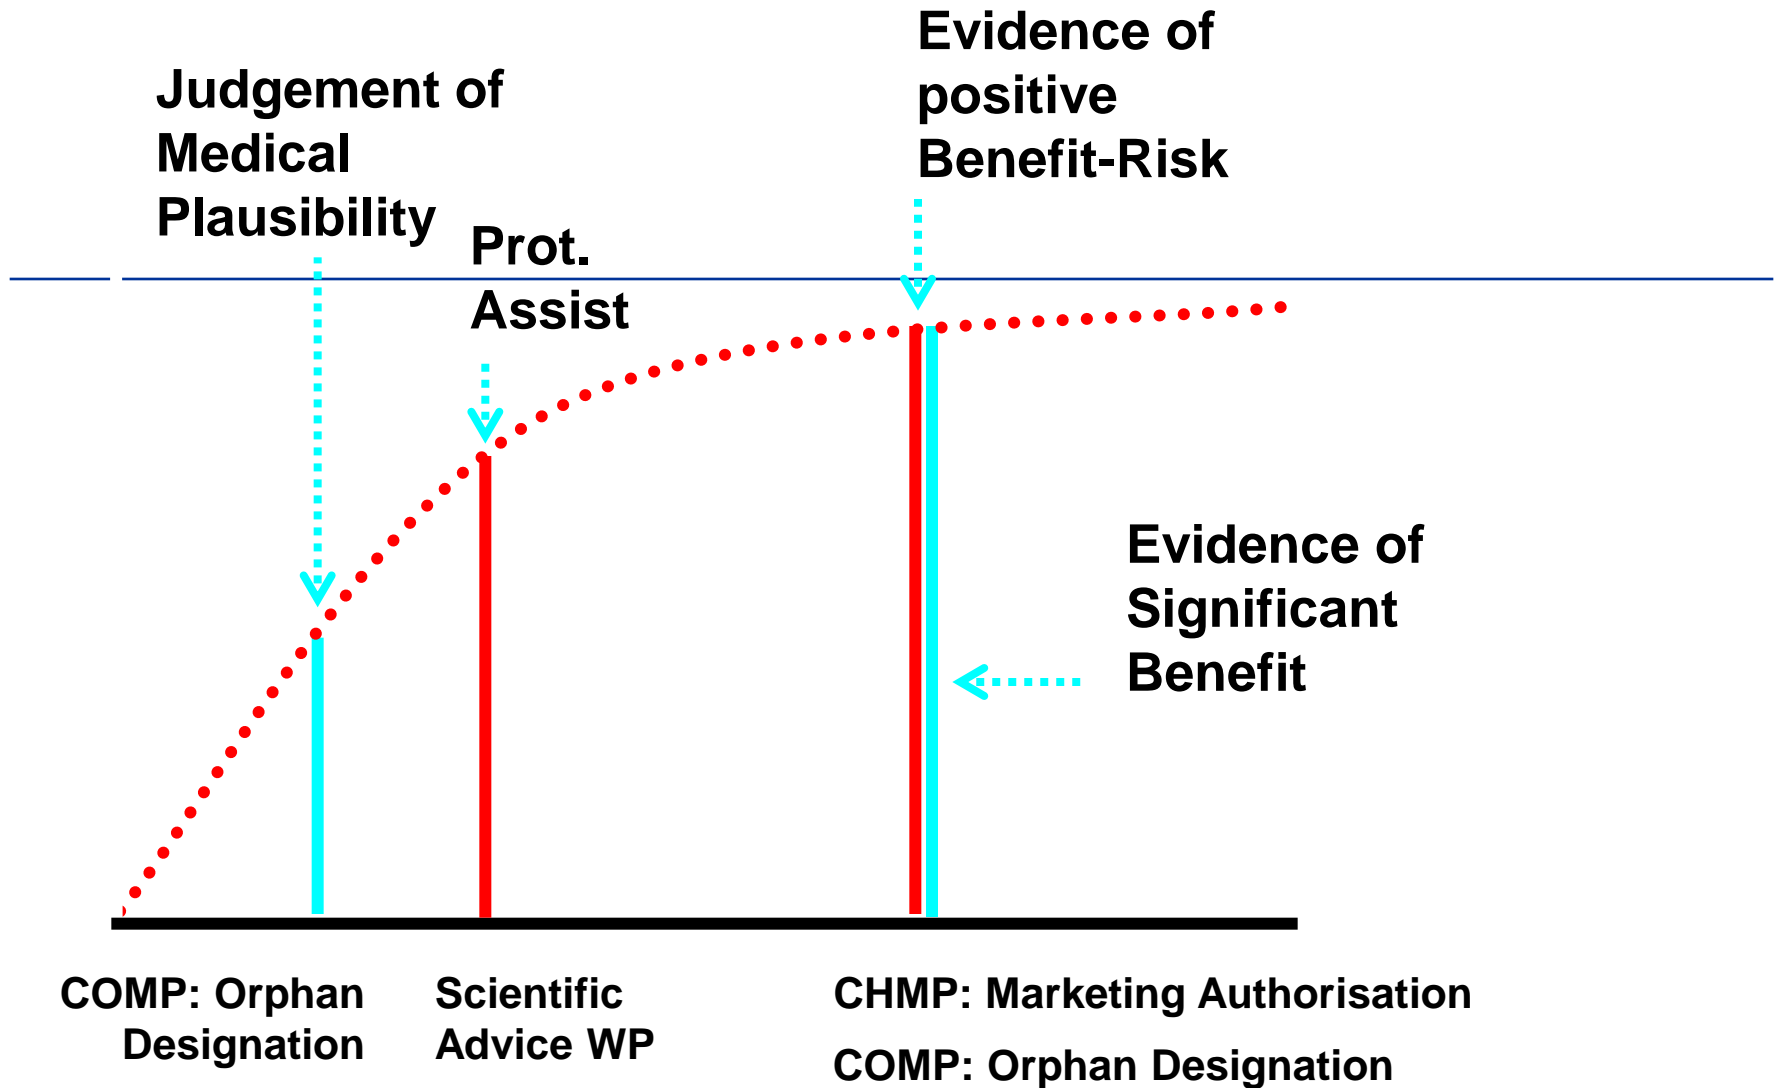 Evidence of
positive
Benefit-Risk
Judgement of
Medical
Plausibility
Prot.
Assist
Evidence of
Significant
Benefit
COMP: Orphan
Designation
Scientific
Advice WP
CHMP: Marketing Authorisation
COMP: Orphan Designation